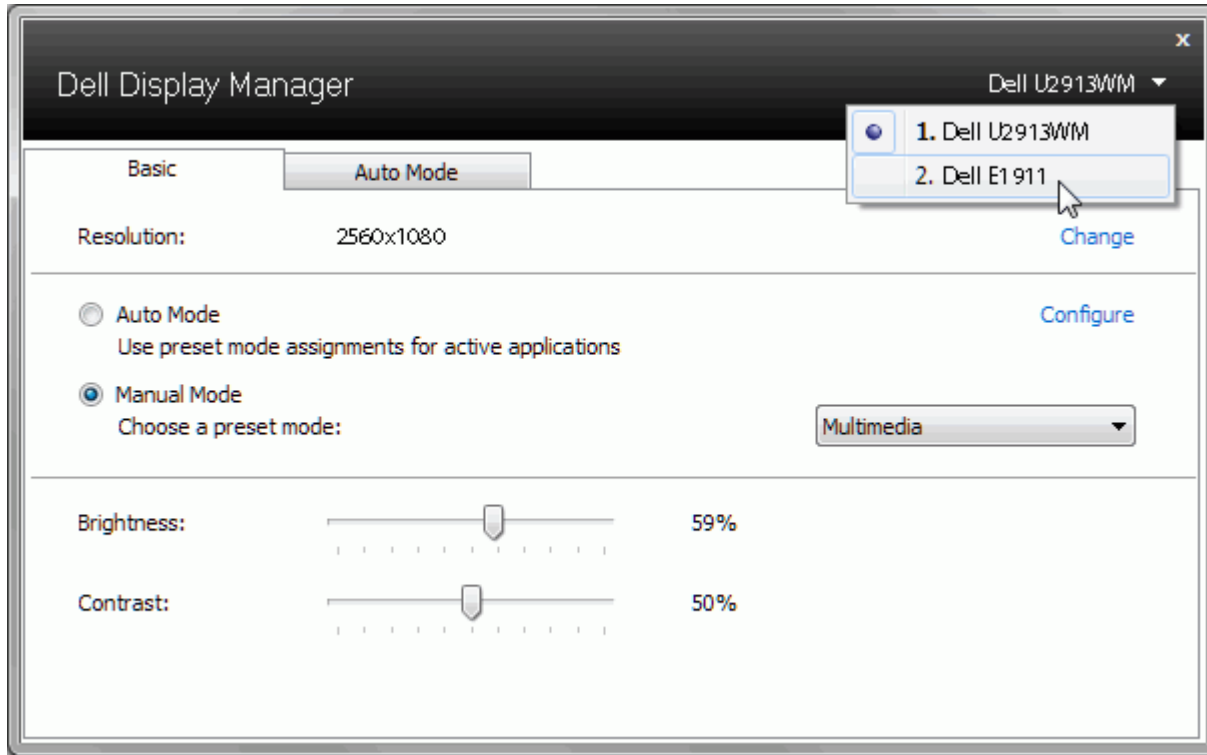 x
Dell Display Manager
Dell U2913WM
1. Dell U2913WM
2. Dell E1911
Basic
Auto Mode
Resolution:
2560x1080
Change
Auto Mode
Configure
Use preset mode assignments for active applications
Manual Mode
Choose a preset mode:
Multimedia
Brightness:
59%
Contrast:
50%